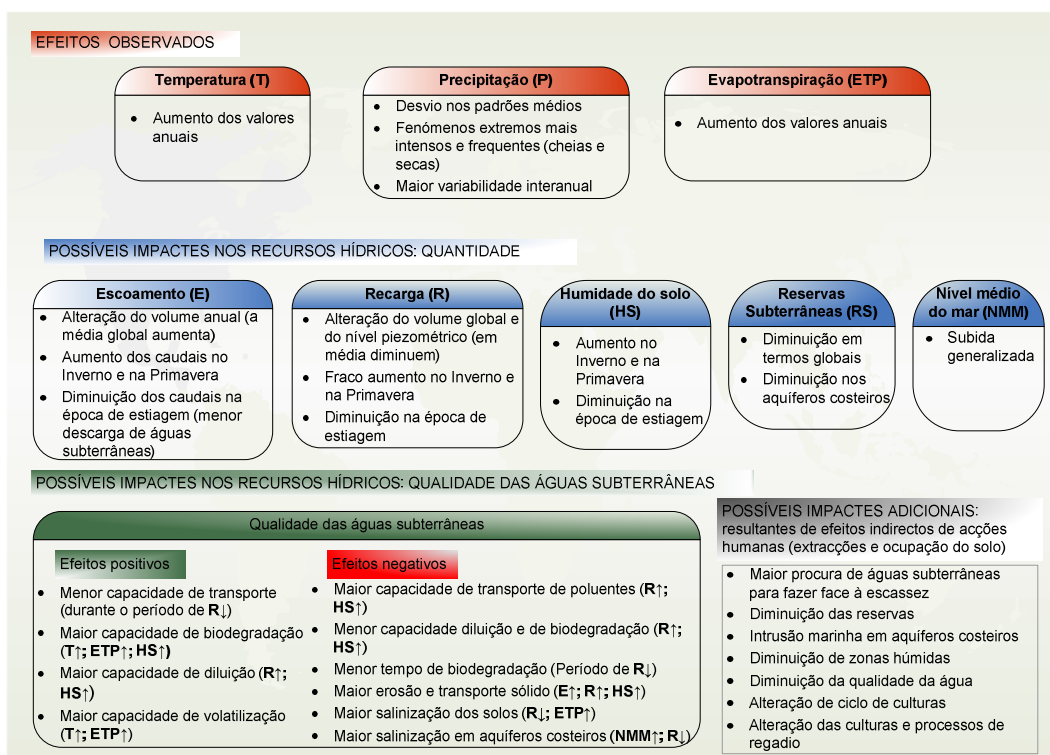 EFEITOS OBSERVADOS
Temperatura (T)
• Aumento dos valores
anuais
Precipitação (P)
• Desvio nos padrões médios
• Fenómenos extremos mais
intensos e frequentes (cheias e
secas)
• Maior variabilidade interanual
Evapotranspiração (ETP)
• Aumento dos valores anuais
POSSÍVEIS IMPACTES NOS RECURSOS HÍDRICOS: QUANTIDADE
Escoamento (E)
• Alteração do volume anual (a
média global aumenta)
• Aumento dos caudais no
Inverno e na Primavera
• Diminuição dos caudais na
época de estiagem (menor
descarga de águas
subterrâneas)
Recarga (R)
• Alteração do volume global e
do nível piezométrico (em
média diminuem)
• Fraco aumento no Inverno e
na Primavera
• Diminuição na época de
estiagem
Humidade do solo
(HS)
• Aumento no
Inverno e na
Primavera
• Diminuição na
época de estiagem
Reservas
Subterrâneas (RS)
• Diminuição em
termos globais
• Diminuição nos
aquíferos costeiros
Nível médio
do mar (NMM)
• Subida
generalizada
POSSÍVEIS IMPACTES NOS RECURSOS HÍDRICOS: QUALIDADE DAS ÁGUAS SUBTERRÂNEAS
Qualidade das águas subterrâneas
Efeitos positivos
• Menor capacidade de transporte
(durante o período de R↓)
• Maior capacidade de biodegradação
(T↑; ETP↑; HS↑)
• Maior capacidade de diluição (R↑;
HS↑)
• Maior capacidade de volatilização
(T↑; ETP↑)
Efeitos negativos
• Maior capacidade de transporte de poluentes (R↑;
HS↑)
• Menor capacidade diluição e de biodegradação (R↑;
HS↑)
• Menor tempo de biodegradação (Período de R↓)
• Maior erosão e transporte sólido (E↑; R↑; HS↑)
• Maior salinização dos solos (R↓; ETP↑)
• Maior salinização em aquíferos costeiros (NMM↑; R↓)
POSSÍVEIS IMPACTES ADICIONAIS:
resultantes de efeitos indirectos de acções
humanas (extracções e ocupação do solo)
• Maior procura de águas subterrâneas
para fazer face à escassez
• Diminuição das reservas
• Intrusão marinha em aquíferos costeiros
• Diminuição de zonas húmidas
• Diminuição da qualidade da água
• Alteração de ciclo de culturas
• Alteração das culturas e processos de
regadio